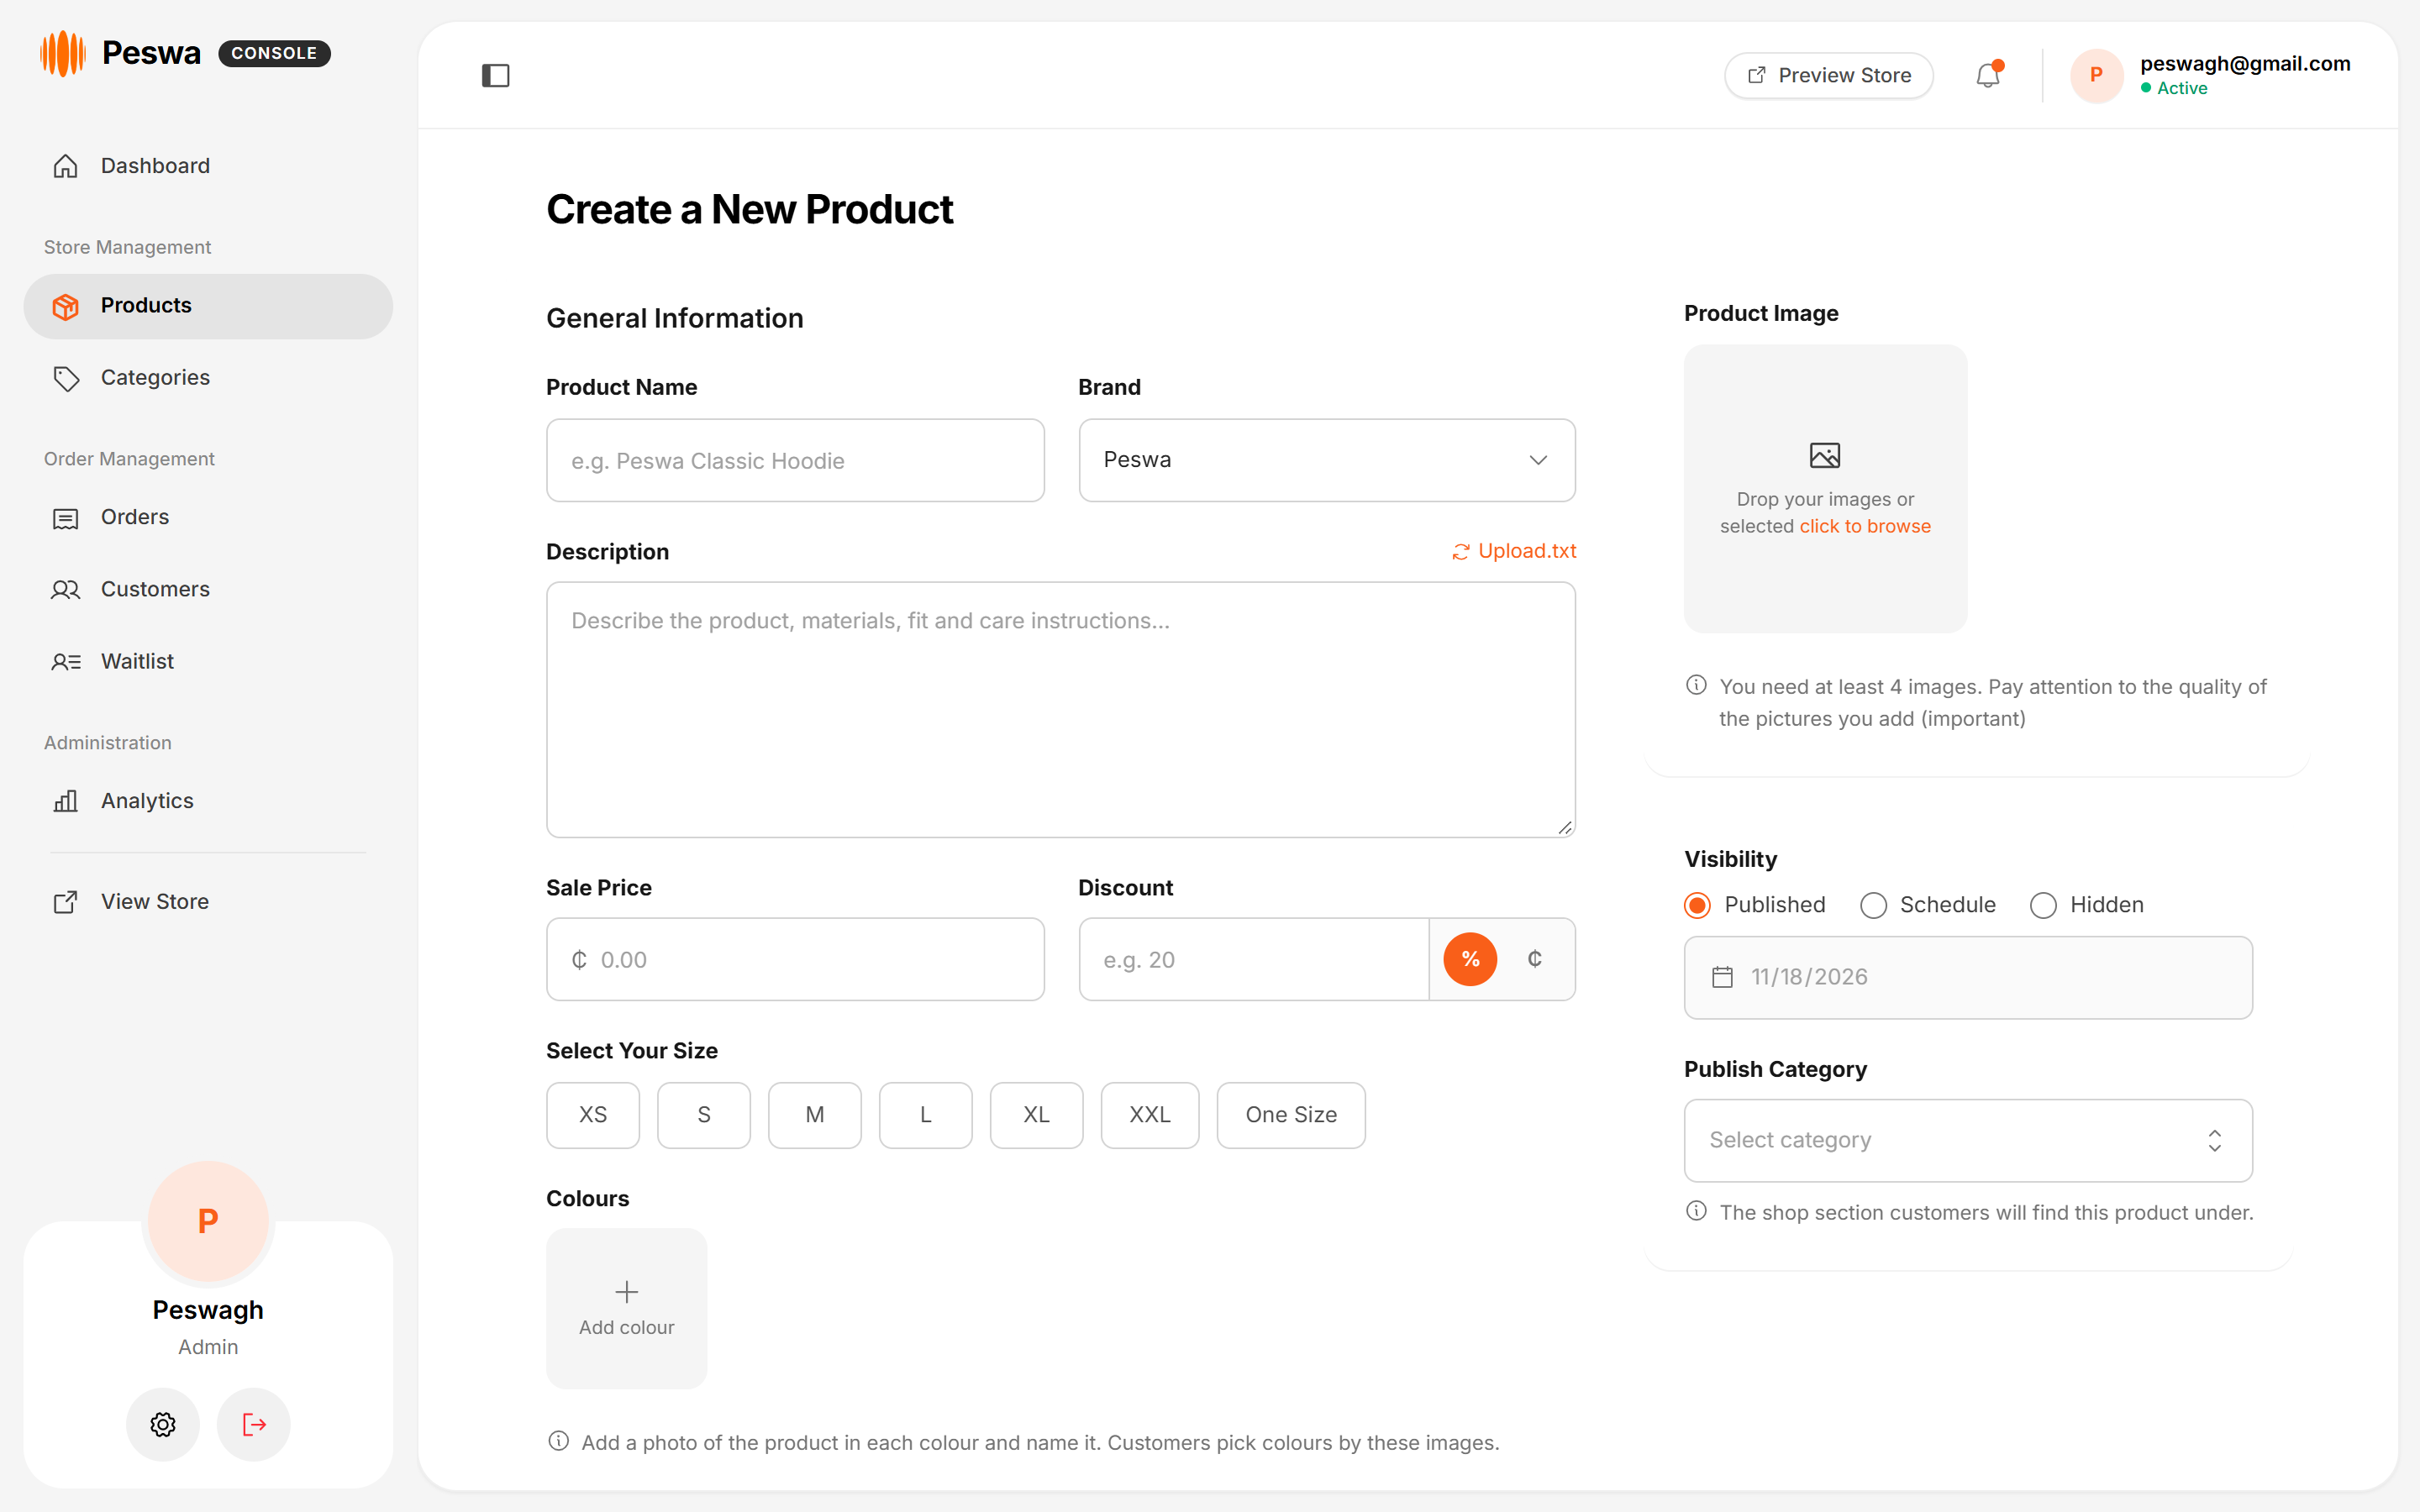 Peswa CONSOLE
Dashboard
Store Management
Products
Categories
Order Management
Orders
Customers
Waitlist
Administration
Analytics
View Store
P
Peswagh
Admin
Preview Store
P
peswagh@gmail.com
Active
Create a New Product
General Information
Product Name
e.g. Peswa Classic Hoodie
Brand
Peswa
Description
Upload.txt
Describe the product, materials, fit and care instructions...
Sale Price
₵ 0.00
Discount
e.g. 20
% ₵
Select Your Size
XS S M L XL XXL One Size
Colours
Add colour
Add a photo of the product in each colour and name it. Customers pick colours by these images.
Product Image
Drop your images or
selected click to browse
You need at least 4 images. Pay attention to the quality of
the pictures you add (important)
Visibility
Published Schedule Hidden
11/18/2026
Publish Category
Select category
The shop section customers will find this product under.